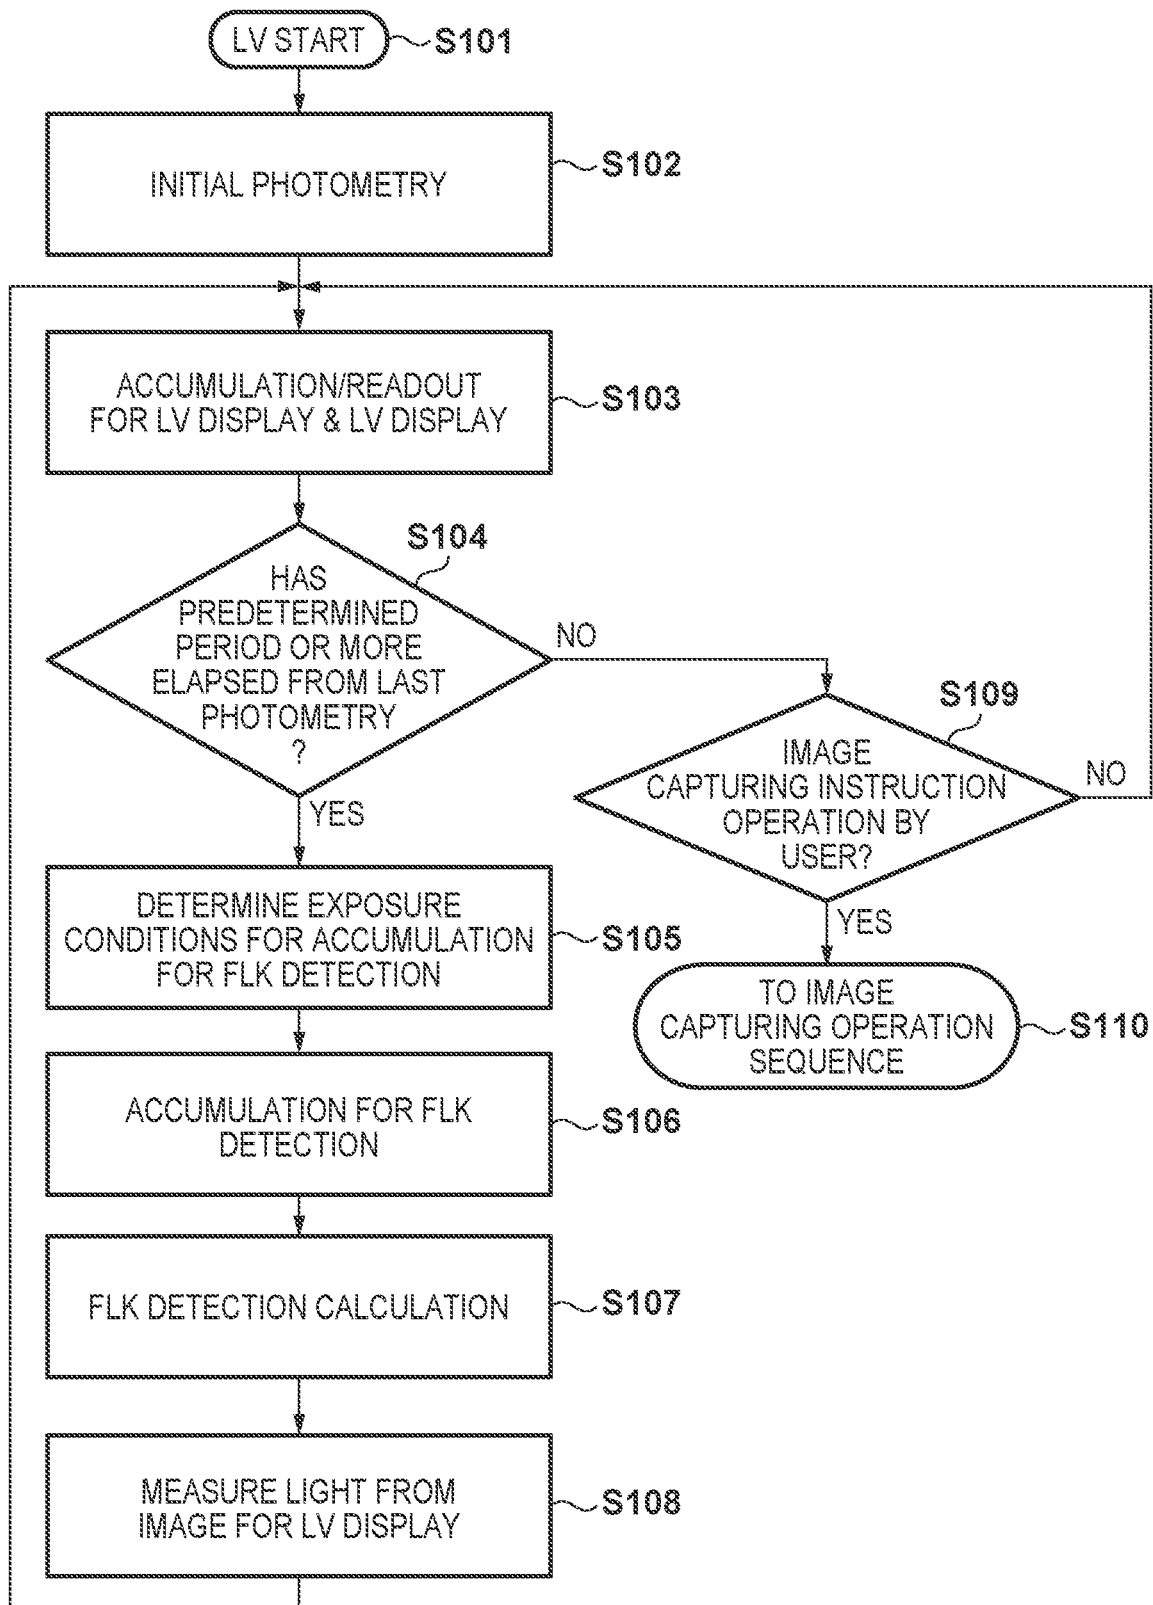 LV START
S101
INITIAL PHOTOMETRY
S102
ACCUMULATION/READOUT
FOR LV DISPLAY & LV DISPLAY
S103
S104
HAS
PREDETERMINED
PERIOD OR MORE
ELAPSED FROM LAST
PHOTOMETRY
?
NO
YES
S109
IMAGE
CAPTURING INSTRUCTION
OPERATION BY
USER?
NO
YES
DETERMINE EXPOSURE
CONDITIONS FOR ACCUMULATION
FOR FLK DETECTION
S105
TO IMAGE
CAPTURING OPERATION
SEQUENCE
S110
ACCUMULATION FOR FLK
DETECTION
S106
FLK DETECTION CALCULATION
S107
MEASURE LIGHT FROM
IMAGE FOR LV DISPLAY
S108